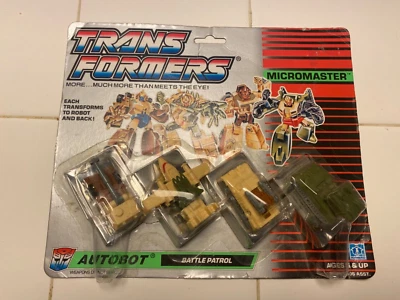 TRANS
FORMERS
MORE...MUCH MORE THAN MEETS THE EYE!
MICROMASTER
EACH
TRANSFORMS
TO ROBOT
AND BACK!
AUTOBOT®
BATTLE PATROL
AGES 5 & UP
ASST.